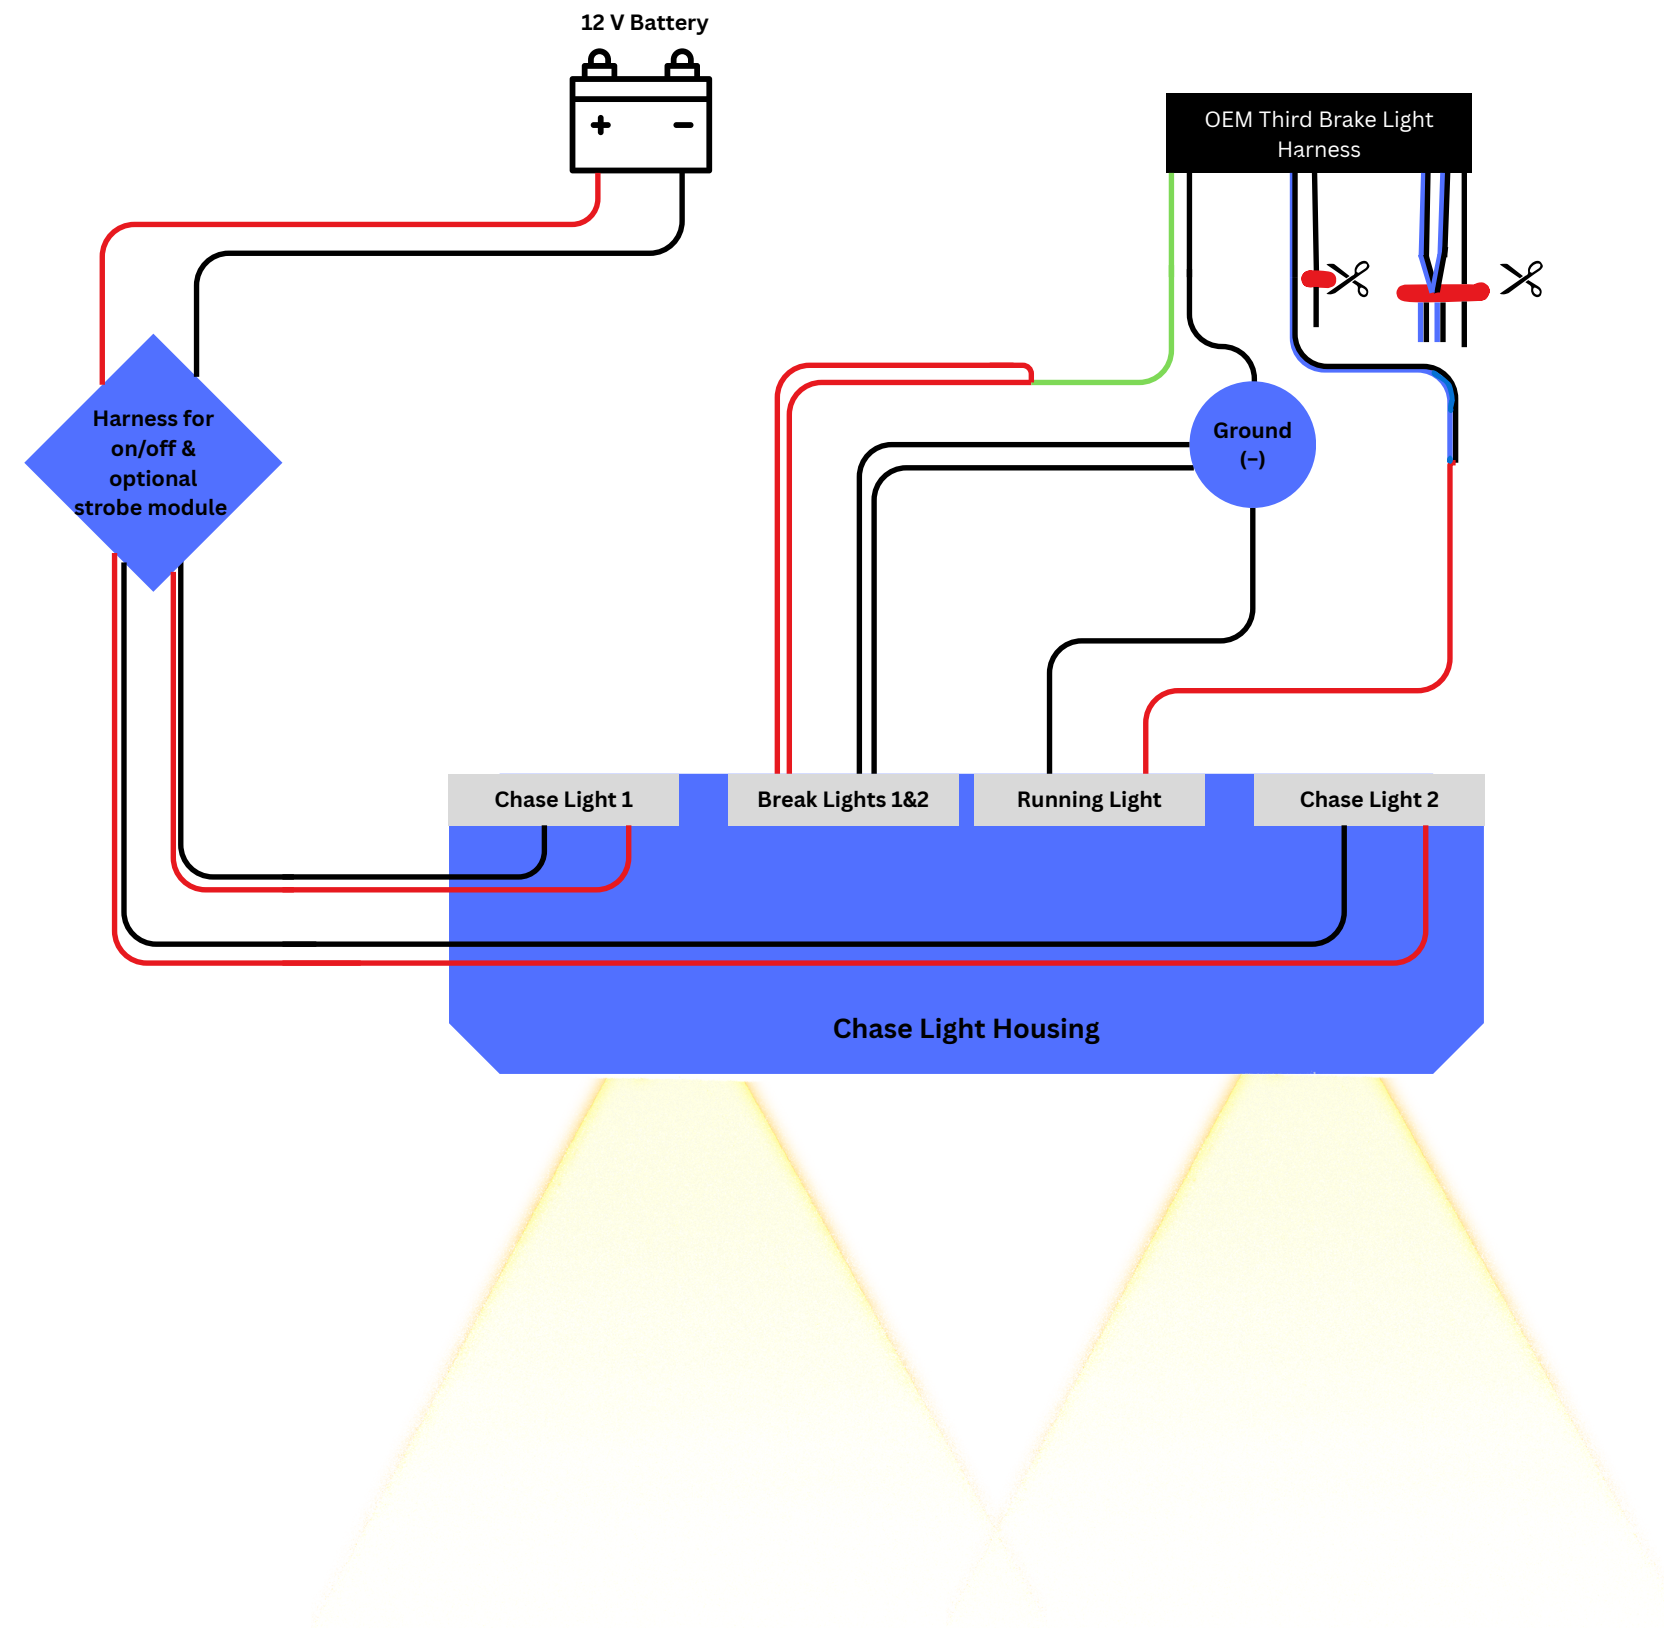 12 V Battery
+ −
OEM Third Brake Light
Harness
Harness for
on/off &
optional
strobe module
Ground
(−)
Chase Light 1
Break Lights 1&2
Running Light
Chase Light 2
Chase Light Housing